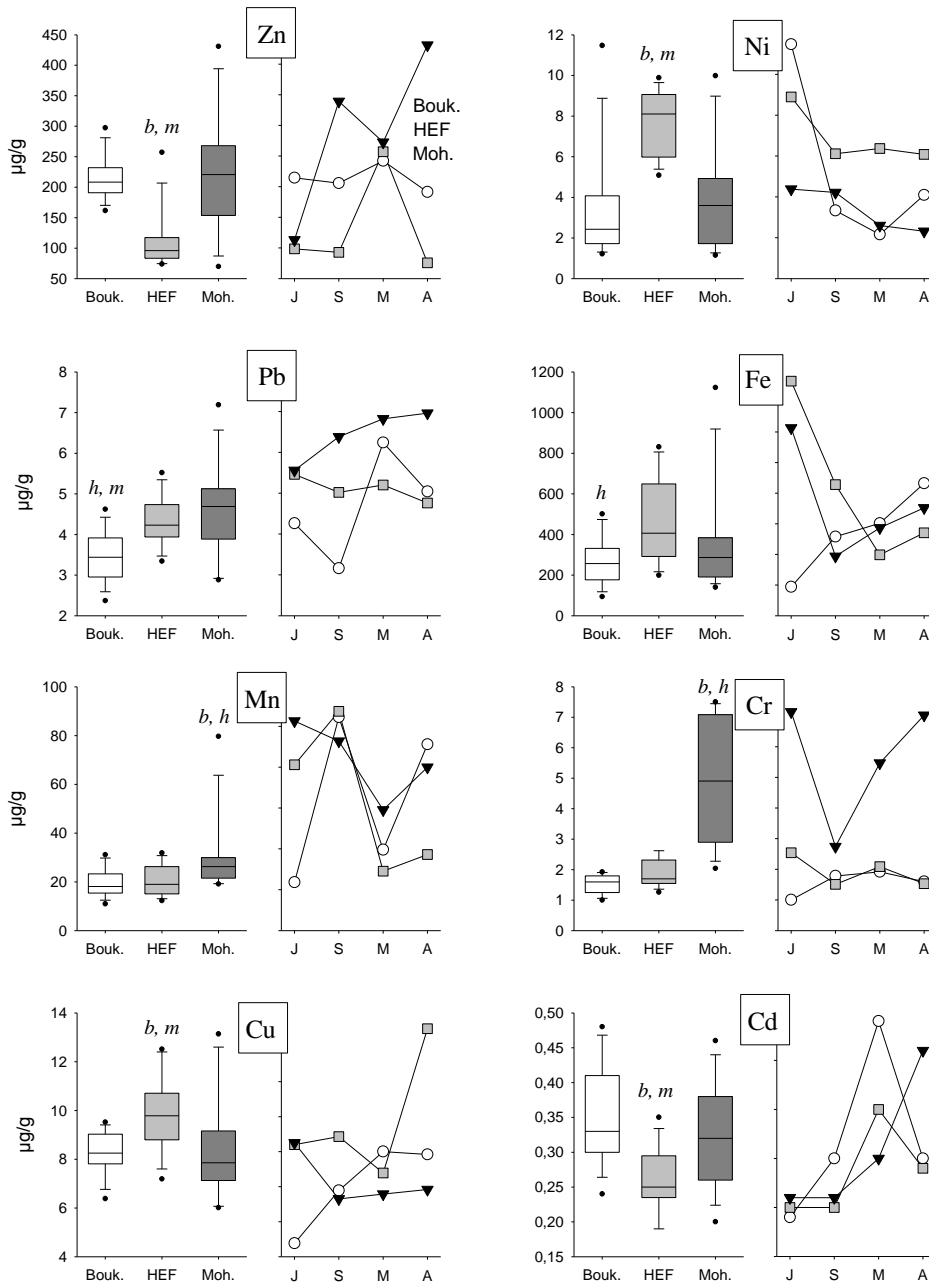 Zn
µg/g
450
400
350
300
250
200
150
100
50
b, m
Bouk.
HEF
Moh.
Bouk. HEF Moh.
J S M A
Ni
12
10
8
6
4
2
0
b, m
Bouk. HEF Moh.
J S M A
Pb
µg/g
8
7
6
5
4
3
2
h, m
Bouk. HEF Moh.
J S M A
Fe
1200
1000
800
600
400
200
0
h
Bouk. HEF Moh.
J S M A
Mn
µg/g
100
80
60
40
20
0
b, h
Bouk. HEF Moh.
J S M A
Cr
8
7
6
5
4
3
2
1
0
b, h
Bouk. HEF Moh.
J S M A
Cu
µg/g
14
12
10
8
6
4
b, m
Bouk. HEF Moh.
J S M A
Cd
0,50
0,45
0,40
0,35
0,30
0,25
0,20
0,15
b, m
Bouk. HEF Moh.
J S M A